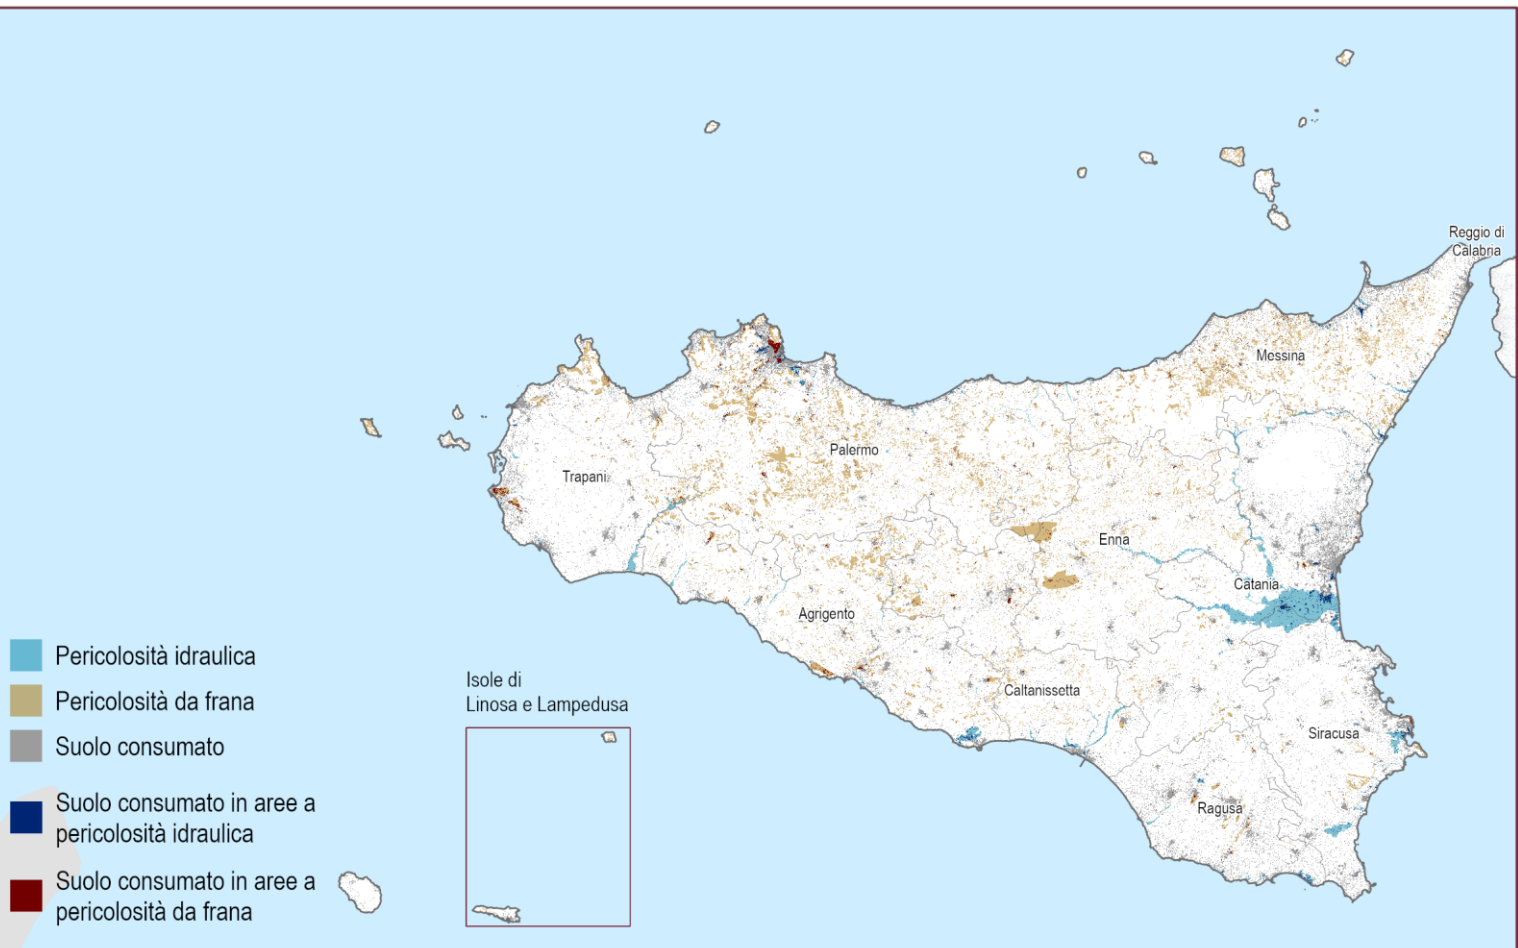 Reggio di
Calabria
Messina
Palermo
Trapani
Enna
Catania
Agrigento
Caltanissetta
Siracusa
Ragusa
Pericolosità idraulica
Pericolosità da frana
Suolo consumato
Suolo consumato in aree a
pericolosità idraulica
Suolo consumato in aree a
pericolosità da frana
Isole di
Linosa e Lampedusa